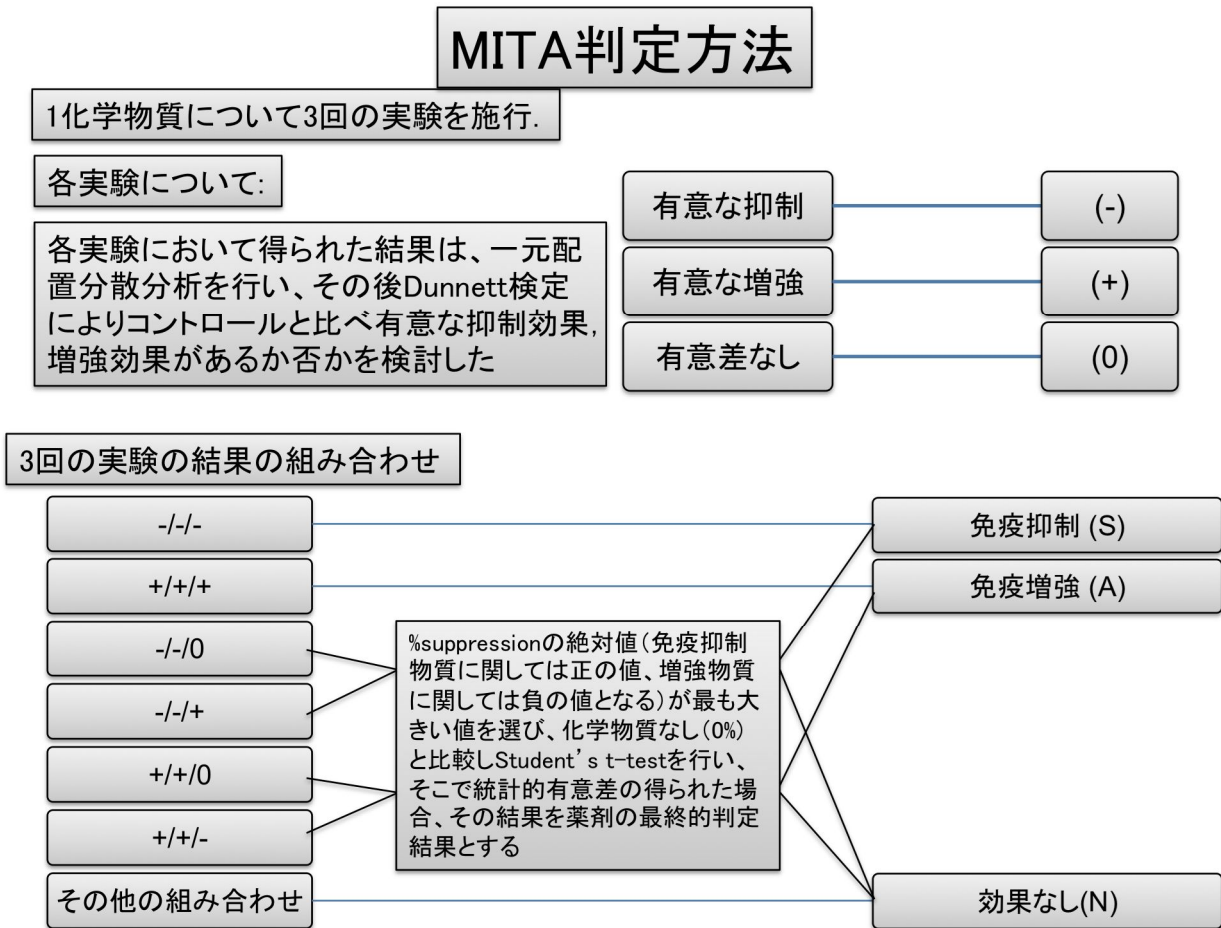 MITA判定方法
1化学物質について3回の実験を施行.
各実験について:
各実験において得られた結果は、一元配
置分散分析を行い、その後Dunnett検定
によりコントロールと比べ有意な抑制効果,
増強効果があるか否かを検討した
有意な抑制
(-)
有意な増強
(+)
有意差なし
(0)
3回の実験の結果の組み合わせ
-/-/-
+/+/+
-/-/0
-/-/+
+/+/0
+/+/-
その他の組み合わせ
%suppressionの絶対値(免疫抑制
物質に関しては正の値、増強物質
に関しては負の値となる)が最も大
きい値を選び、化学物質なし(0%)
と比較しStudent's t-testを行い、
そこで統計的有意差の得られた場
合、その結果を薬剤の最終的判定
結果とする
免疫抑制 (S)
免疫増強 (A)
効果なし(N)